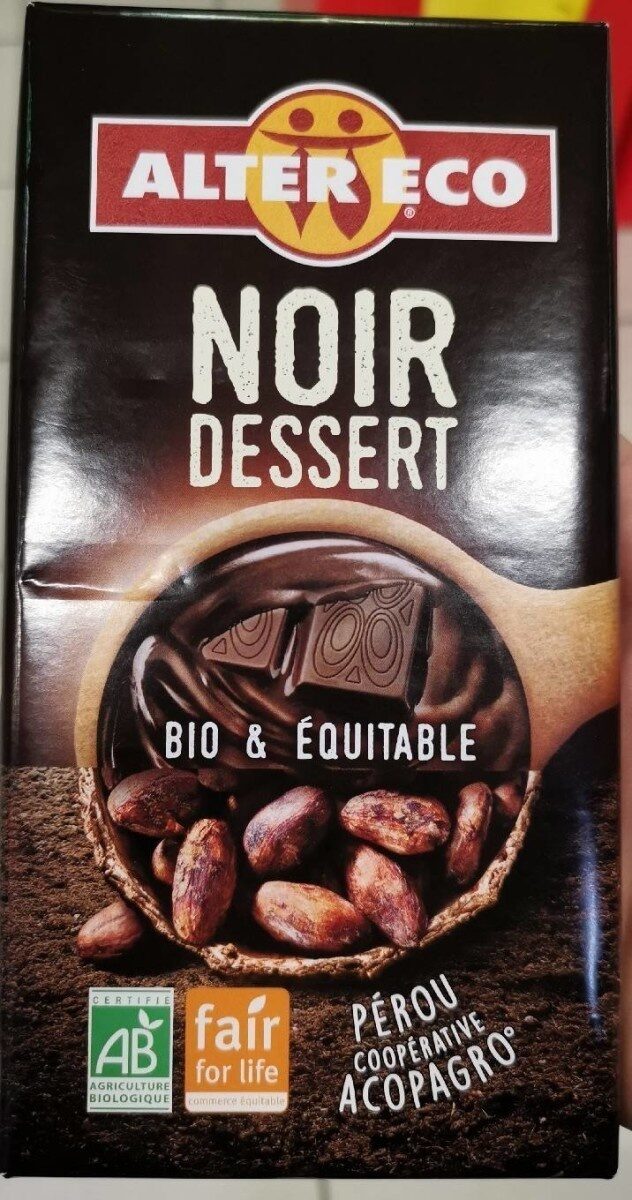 ALTER ECO®
NOIR
DESSERT
BIO & ÉQUITABLE
CERTIFIÉ
AB
AGRICULTURE
BIOLOGIQUE
fair
for life
commerce équitable
PÉROU
COOPÉRATIVE
ACOPAGRO°